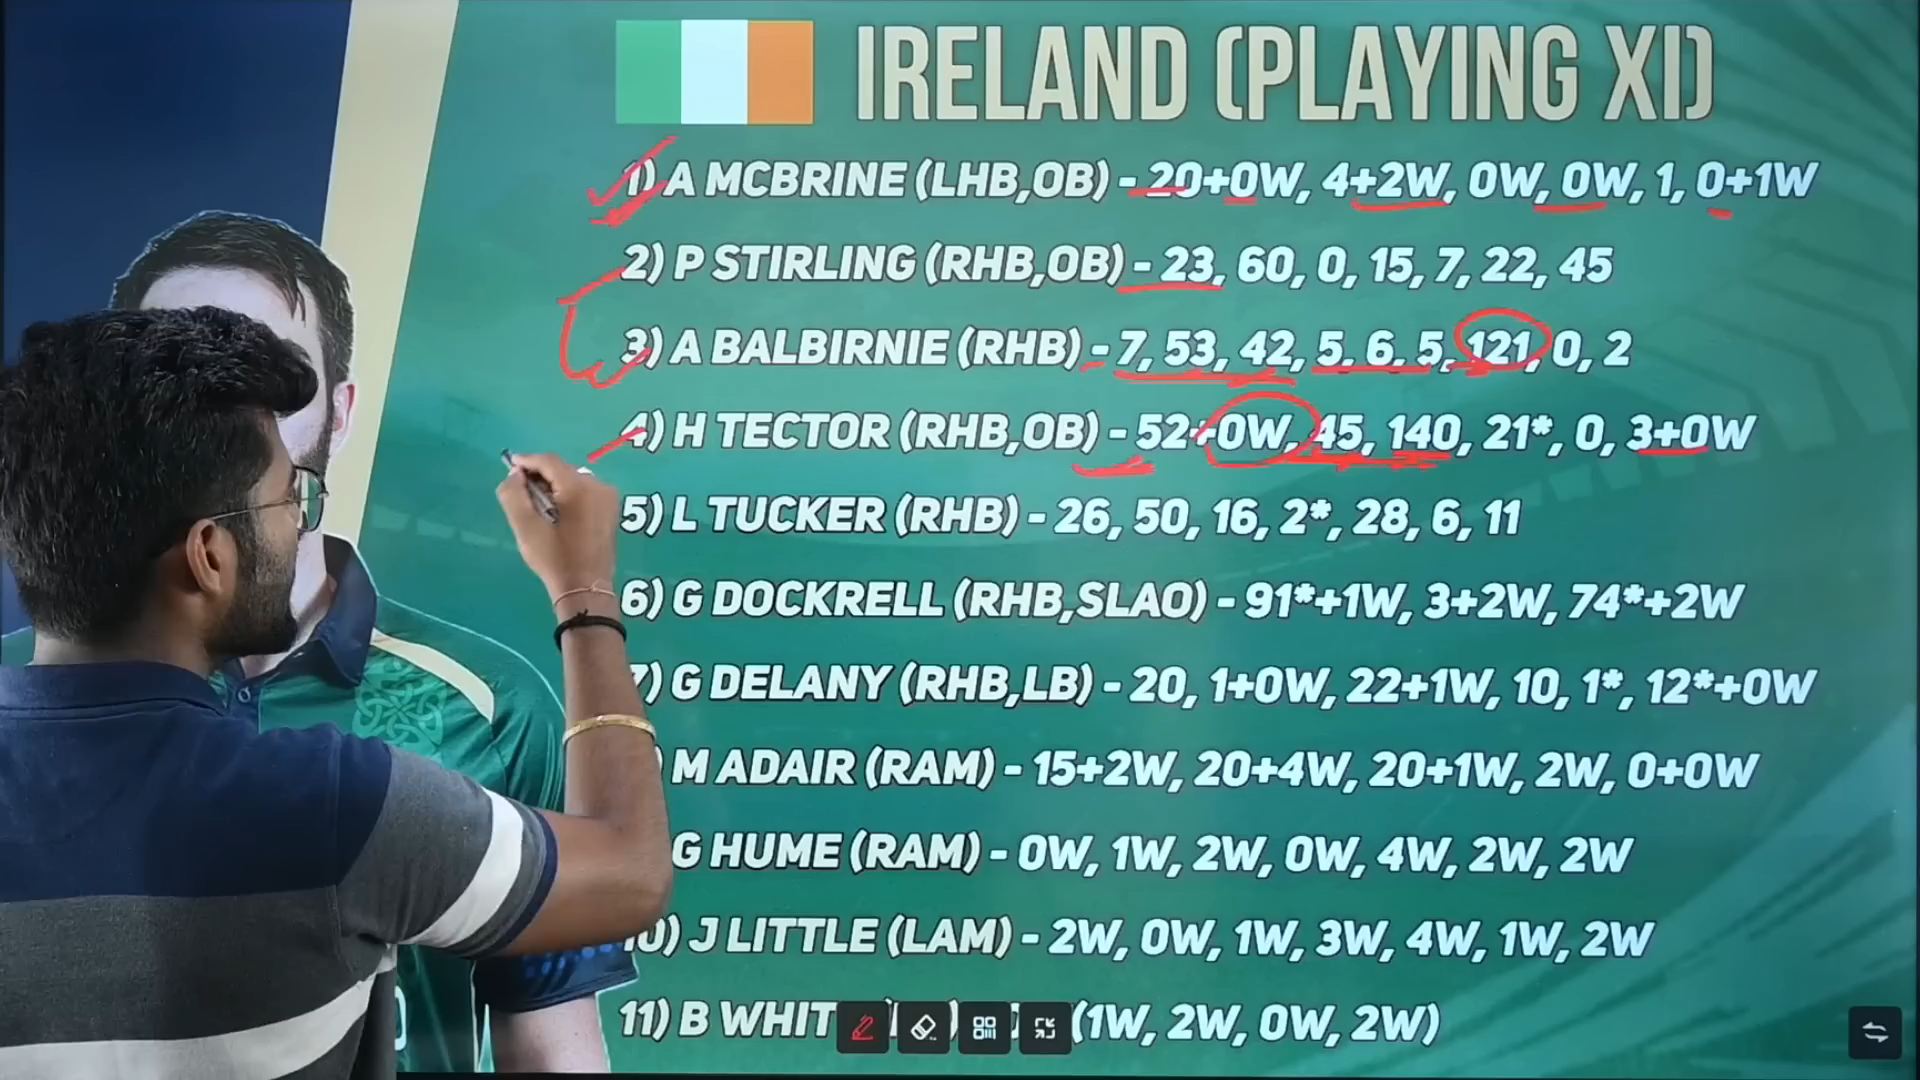 IRELAND (PLAYING XI)
1) A MCBRINE (LHB,OB) - 20+0W, 4+2W, 0W, 0W, 1, 0+1W
2) P STIRLING (RHB,OB) - 23, 60, 0, 15, 7, 22, 45
3) A BALBIRNIE (RHB) - 7, 53, 42, 5, 6, 5, 121, 0, 2
4) H TECTOR (RHB,OB) - 52+0W, 45, 140, 21*, 0, 3+0W
5) L TUCKER (RHB) - 26, 50, 16, 2*, 28, 6, 11
6) G DOCKRELL (RHB,SLAO) - 91*+1W, 3+2W, 74*+2W
7) G DELANY (RHB,LB) - 20, 1+0W, 22+1W, 10, 1*, 12*+0W
M ADAIR (RAM) - 15+2W, 20+4W, 20+1W, 2W, 0+0W
G HUME (RAM) - 0W, 1W, 2W, 0W, 4W, 2W, 2W
10) J LITTLE (LAM) - 2W, 0W, 1W, 3W, 4W, 1W, 2W
11) B (1W, 2W, 0W, 2W)